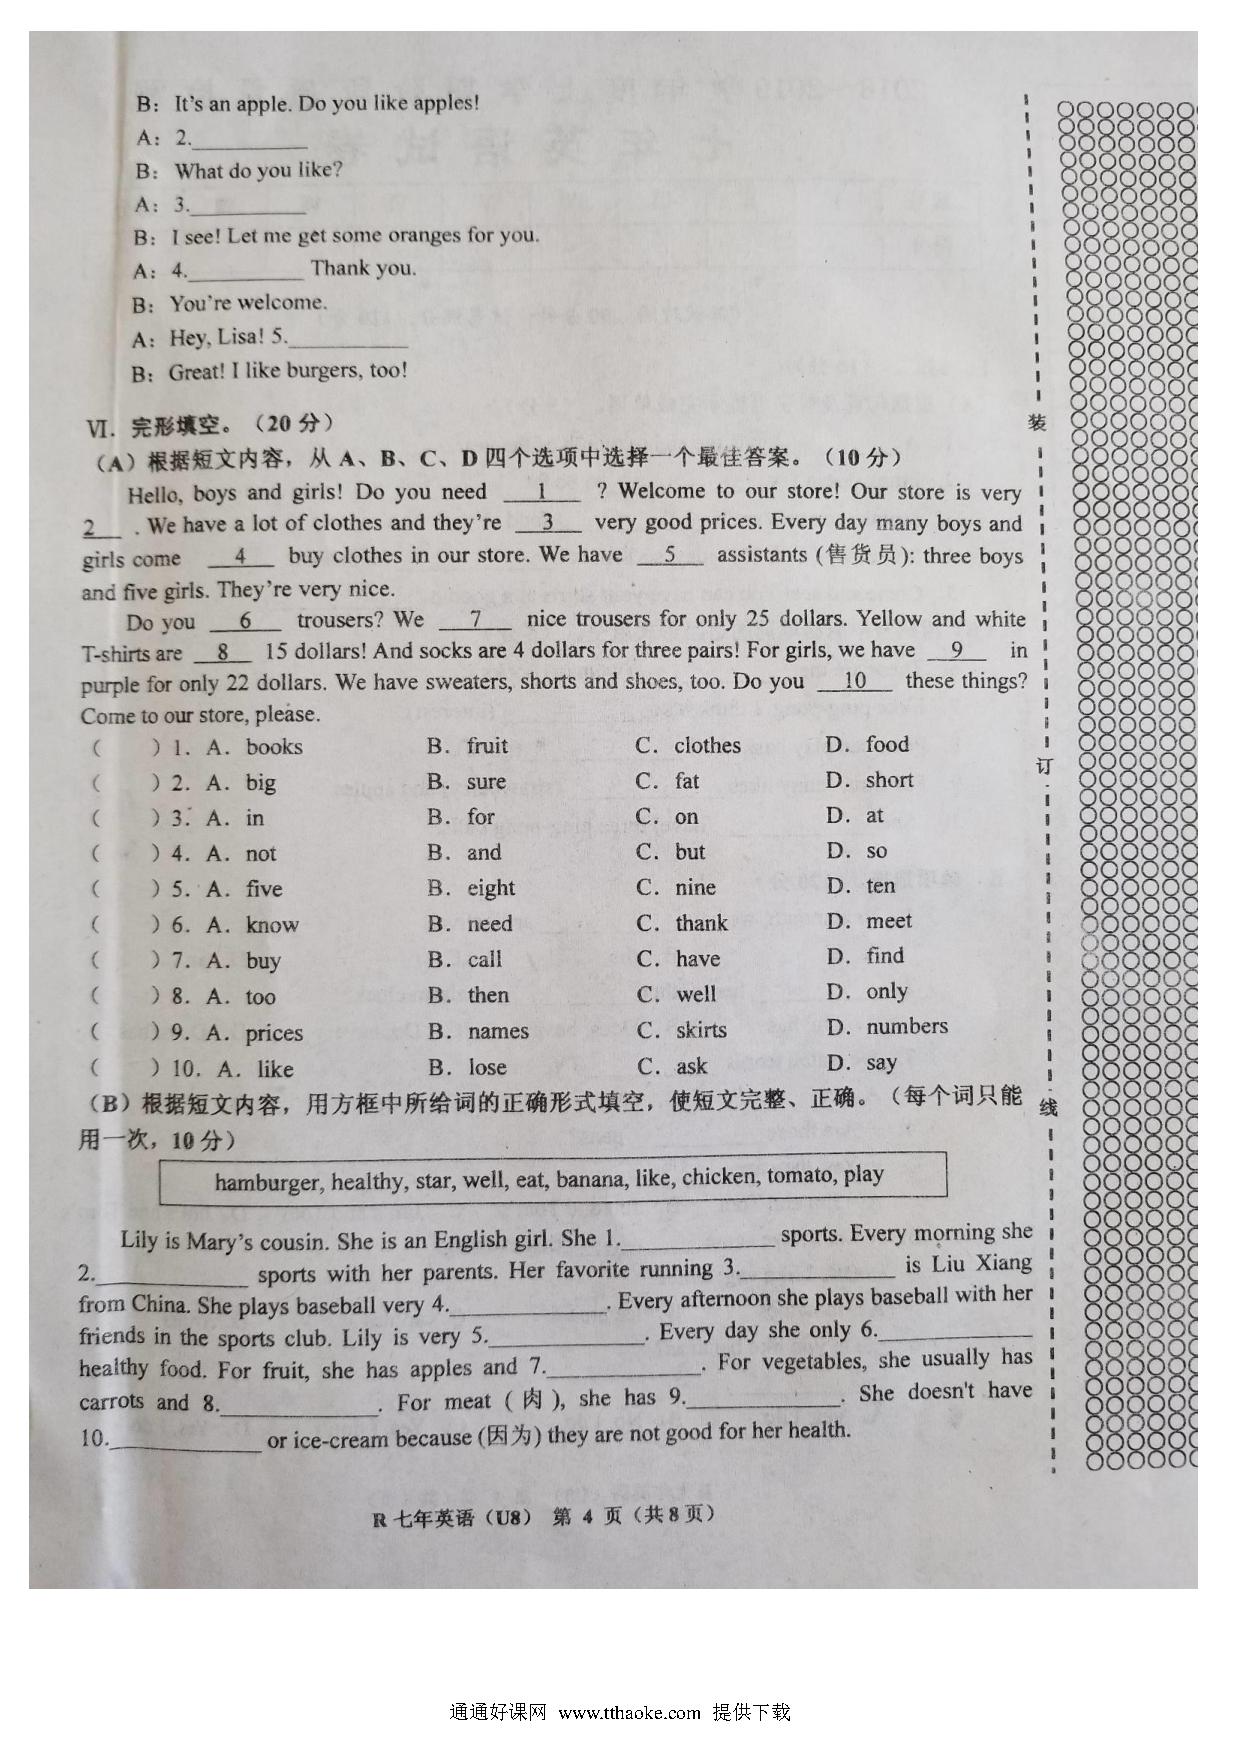 B：It's an apple. Do you like apples!
A：2.__________
B：What do you like?
A：3.__________
B：I see! Let me get some oranges for you.
A：4.__________ Thank you.
B：You're welcome.
A：Hey, Lisa! 5.__________
B：Great! I like burgers, too!
Ⅵ．完形填空。（20 分）
（A）根据短文内容，从 A、B、C、D 四个选项中选择一个最佳答案。（10 分）
Hello, boys and girls! Do you need __1__ ? Welcome to our store! Our store is very
2__ . We have a lot of clothes and they're __3__ very good prices. Every day many boys and
girls come __4__ buy clothes in our store. We have __5__ assistants (售货员): three boys
and five girls. They're very nice.
Do you __6__ trousers? We __7__ nice trousers for only 25 dollars. Yellow and white
T-shirts are __8__ 15 dollars! And socks are 4 dollars for three pairs! For girls, we have __9__ in
purple for only 22 dollars. We have sweaters, shorts and shoes, too. Do you __10__ these things?
Come to our store, please.
（ ）1. A. books B. fruit C. clothes D. food
（ ）2. A. big B. sure C. fat D. short
（ ）3. A. in B. for C. on D. at
（ ）4. A. not B. and C. but D. so
（ ）5. A. five B. eight C. nine D. ten
（ ）6. A. know B. need C. thank D. meet
（ ）7. A. buy B. call C. have D. find
（ ）8. A. too B. then C. well D. only
（ ）9. A. prices B. names C. skirts D. numbers
（ ）10. A. like B. lose C. ask D. say
（B）根据短文内容，用方框中所给词的正确形式填空，使短文完整、正确。（每个词只能
用一次，10 分）
hamburger, healthy, star, well, eat, banana, like, chicken, tomato, play
Lily is Mary's cousin. She is an English girl. She 1.__________ sports. Every morning she
2.__________ sports with her parents. Her favorite running 3.__________ is Liu Xiang
from China. She plays baseball very 4.__________. Every afternoon she plays baseball with her
friends in the sports club. Lily is very 5.__________. Every day she only 6.__________
healthy food. For fruit, she has apples and 7.__________. For vegetables, she usually has
carrots and 8.__________. For meat ( 肉 ), she has 9.__________. She doesn't have
10.__________ or ice-cream because (因为) they are not good for her health.
R 七年英语（U8） 第 4 页（共 8 页）
装
订
线
通通好课网 www.tthaoke.com 提供下载